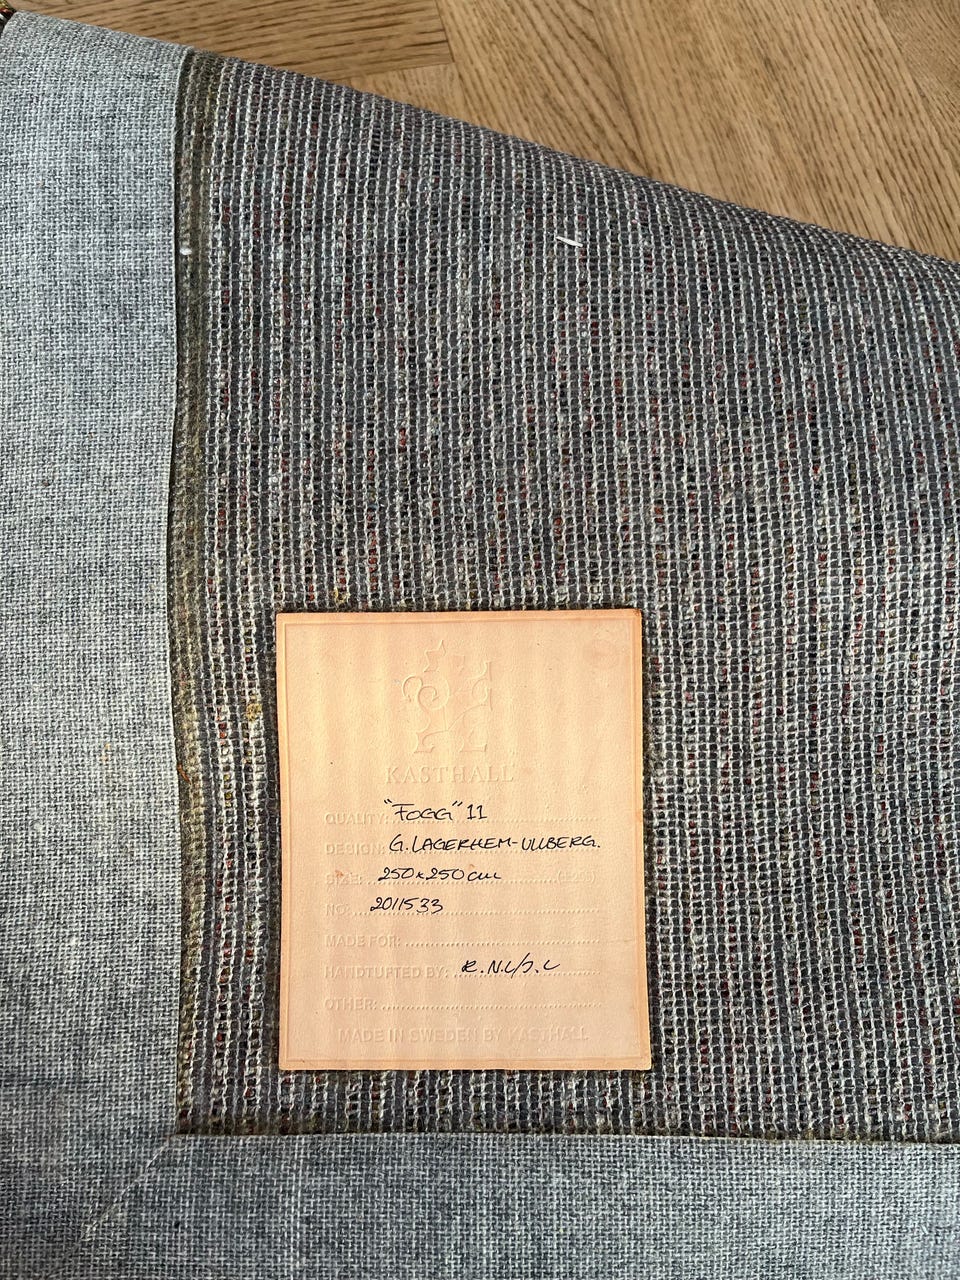 KASTHALL
QUALITY: "FOGG" 11
DESIGN: G. LAGERHEM-ULLBERG.
SIZE: 250x250 cm
NO: 2011533
MADE FOR:
HANDTUFTED BY:
OTHER:
MADE IN SWEDEN BY KASTHALL